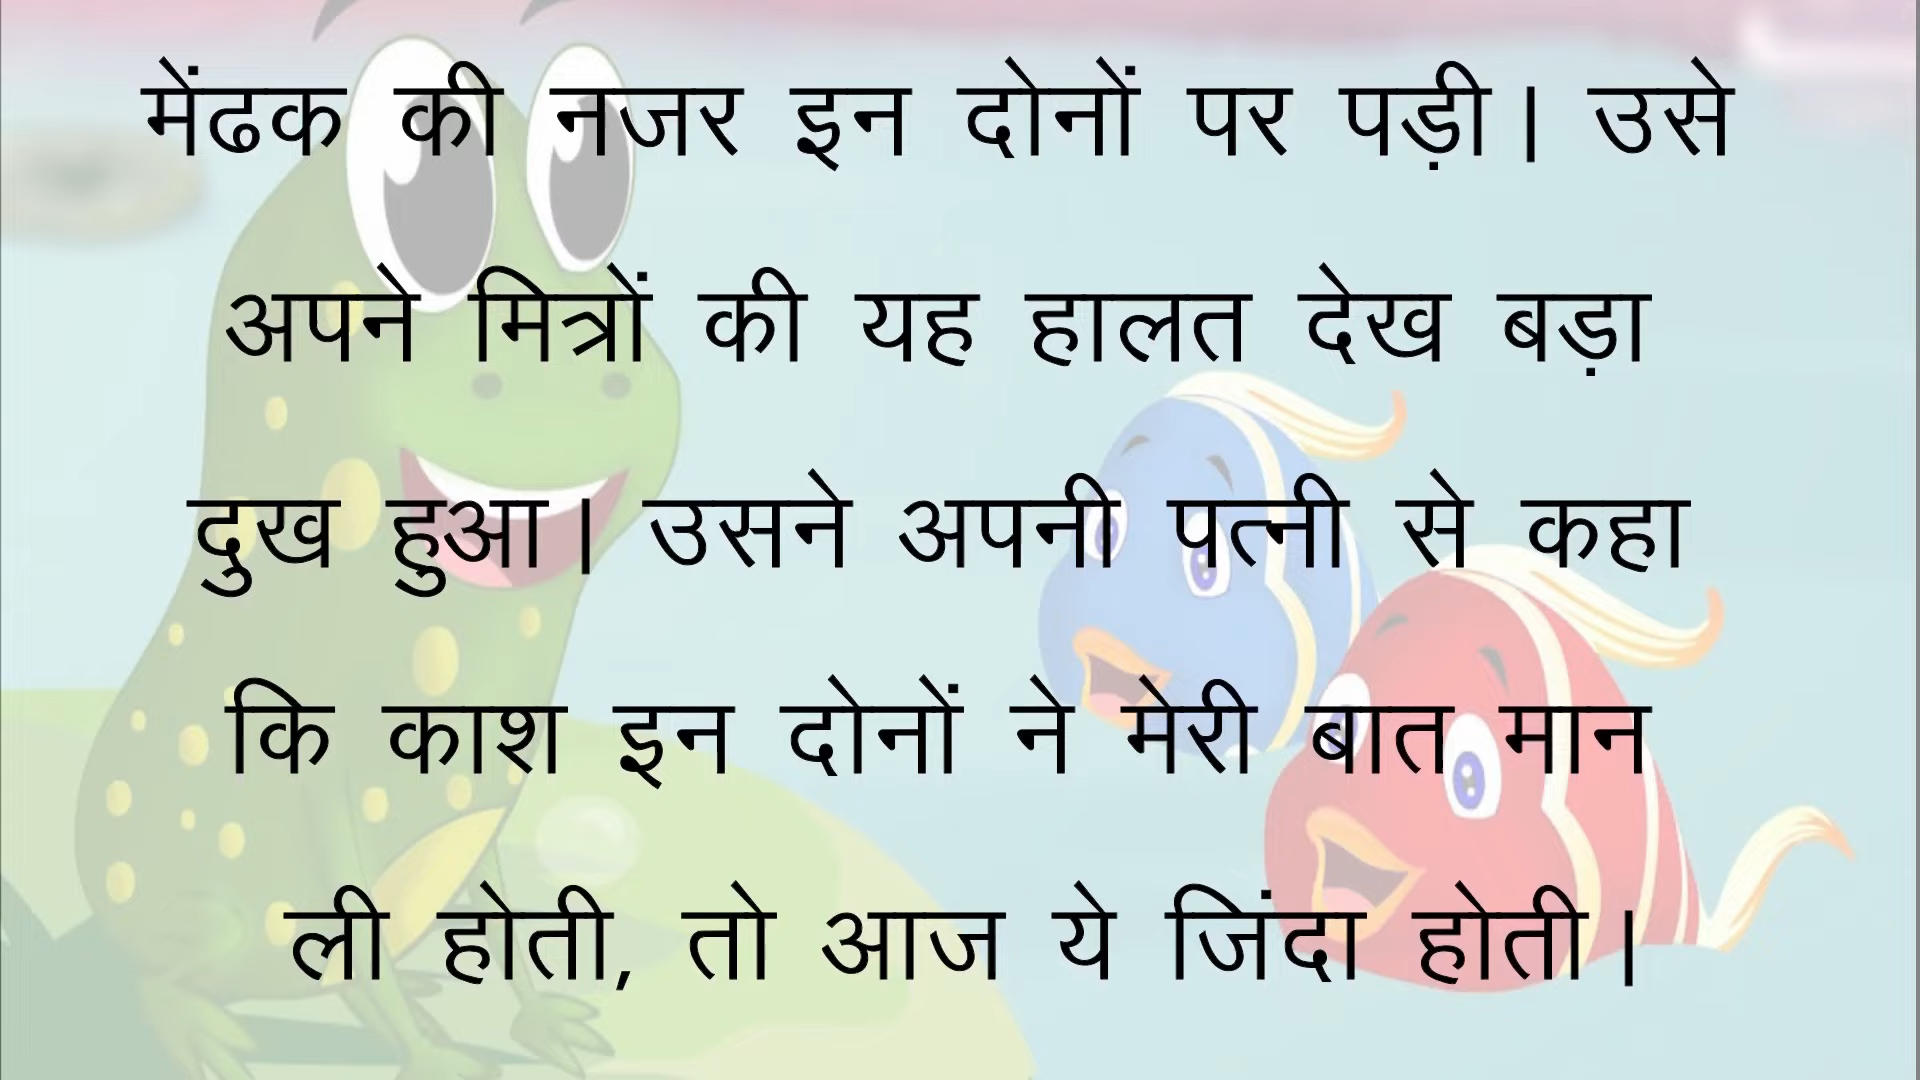 मेंढक की नजर इन दोनों पर पड़ी। उसे
अपने मित्रों की यह हालत देख बड़ा
दुख हुआ। उसने अपनी पत्नी से कहा
कि काश इन दोनों ने मेरी बात मान
ली होती, तो आज ये जिंदा होती।